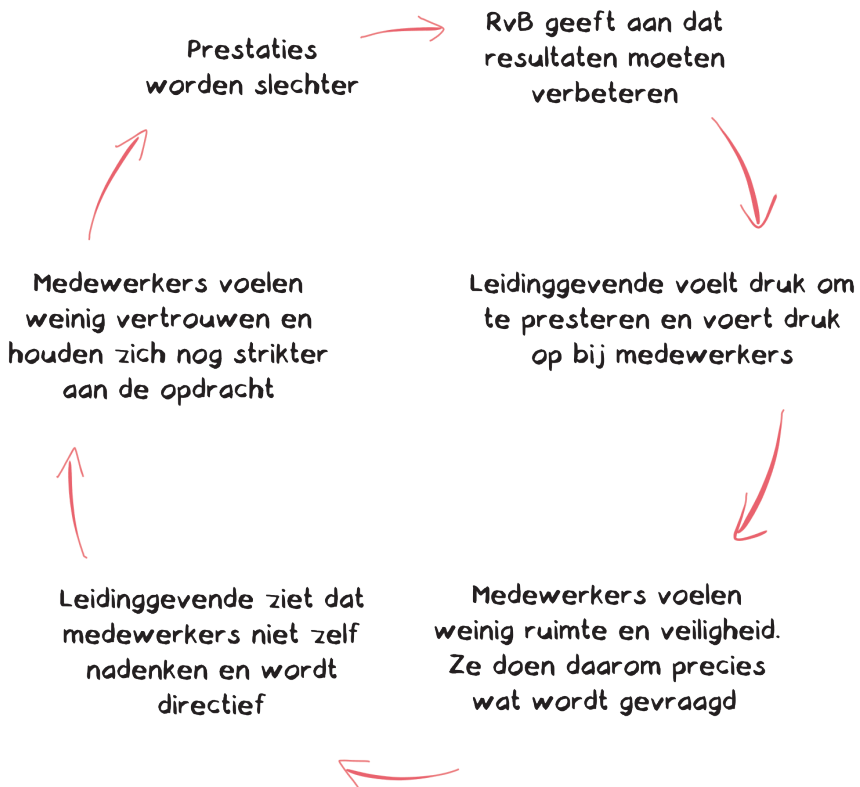 Prestaties
worden slechter
RvB geeft aan dat
resultaten moeten
verbeteren
Leidinggevende voelt druk om
te presteren en voert druk
op bij medewerkers
Medewerkers voelen
weinig ruimte en veiligheid.
Ze doen daarom precies
wat wordt gevraagd
Leidinggevende ziet dat
medewerkers niet zelf
nadenken en wordt
directief
Medewerkers voelen
weinig vertrouwen en
houden zich nog strikter
aan de opdracht